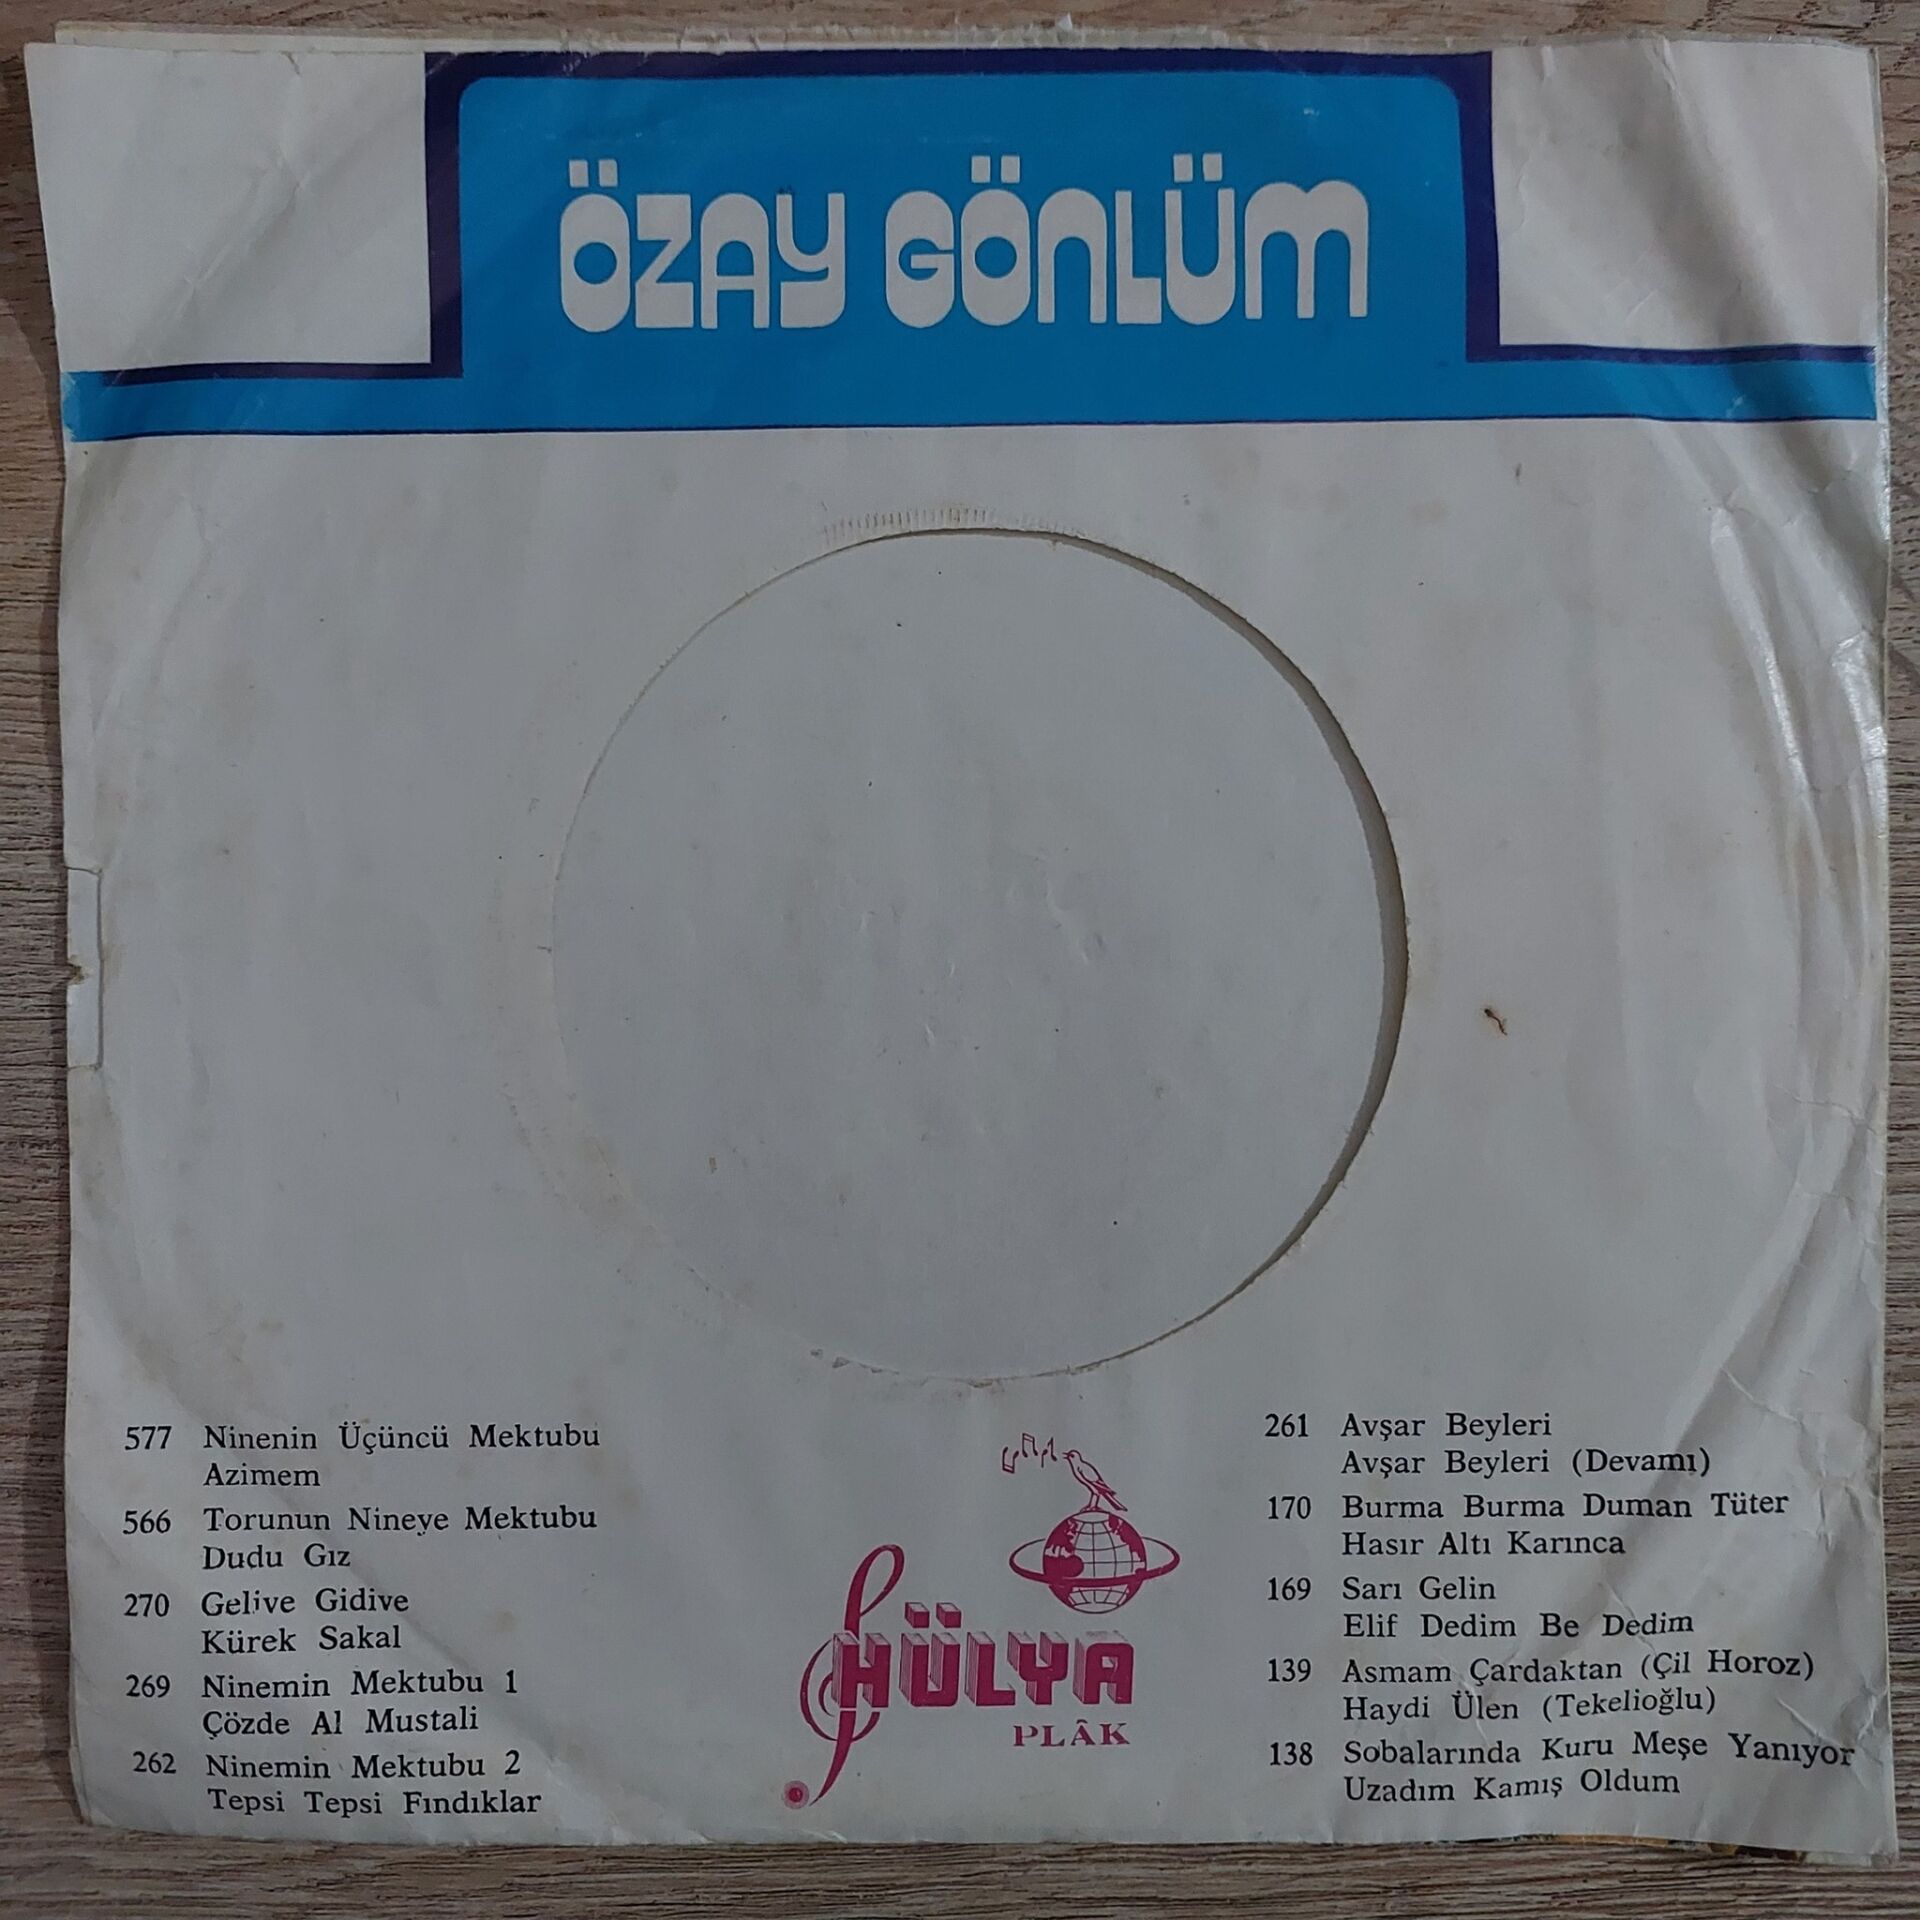 ÖZAY GÖNLÜM
577 Ninenin Üçüncü Mektubu
Azimem
566 Torunun Nineye Mektubu
Dudu Gız
270 Gelive Gidive
Kürek Sakal
269 Ninemin Mektubu 1
Çözde Al Mustali
262 Ninemin Mektubu 2
Tepsi Tepsi Fındıklar
HÜLYA
PLÂK
261 Avşar Beyleri
Avşar Beyleri (Devamı)
170 Burma Burma Duman Tüter
Hasır Altı Karınca
169 Sarı Gelin
Elif Dedim Be Dedim
139 Asmam Çardaktan (Çil Horoz)
Haydi Ülen (Tekelioğlu)
138 Sobalarında Kuru Meşe Yanıyor
Uzadım Kamış Oldum